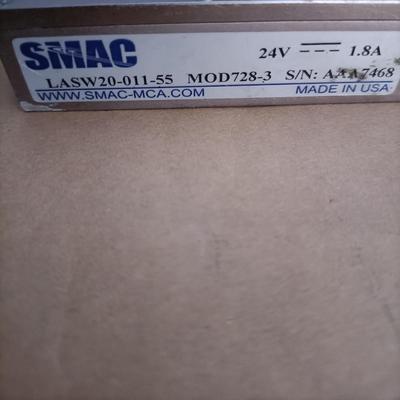 SMAC 24V ⎓ 1.8A
LASW20-011-55 MOD728-3 S/N: AAA7468
WWW.SMAC-MCA.COM MADE IN USA